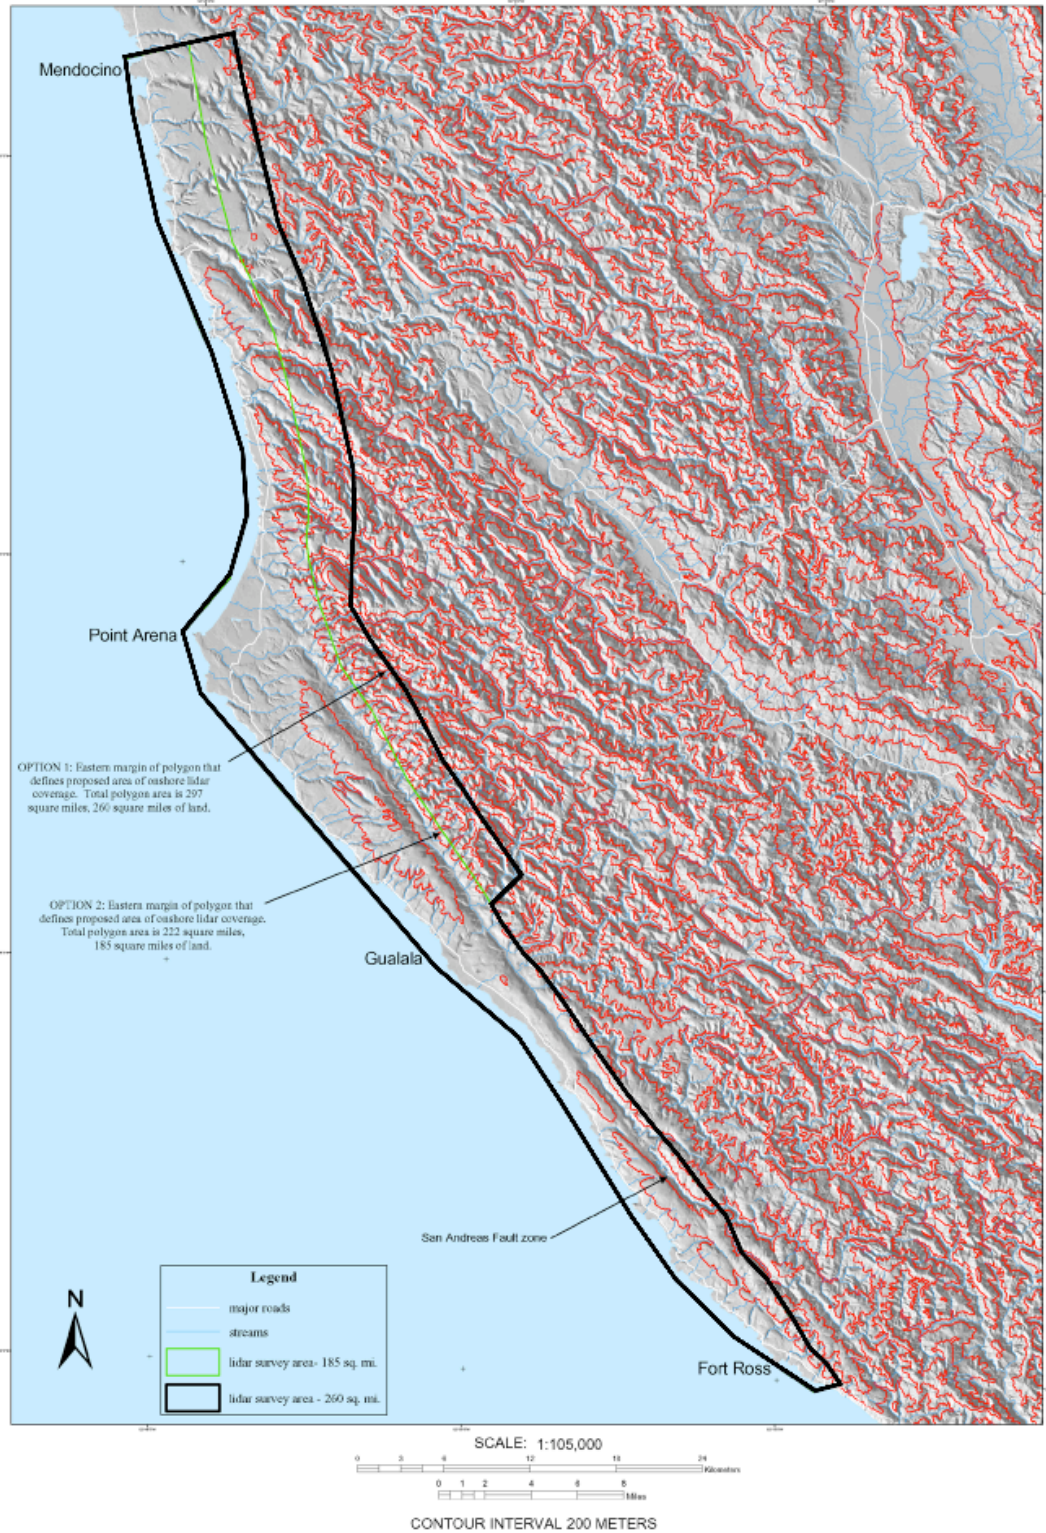 Mendocino
Point Arena
OPTION 1: Eastern margin of polygon that
defines proposed area of onshore lidar
coverage. Total polygon area is 297
square miles, 260 square miles of land.
OPTION 2: Eastern margin of polygon that
defines proposed area of onshore lidar coverage.
Total polygon area is 222 square miles,
185 square miles of land.
Gualala
San Andreas Fault zone
Fort Ross
N
Legend
major roads
streams
lidar survey area- 185 sq. mi.
lidar survey area - 260 sq. mi.
SCALE: 1:105,000
0 3 6 12 18 24
Kilometers
0 1 2 4 6 8
Miles
CONTOUR INTERVAL 200 METERS